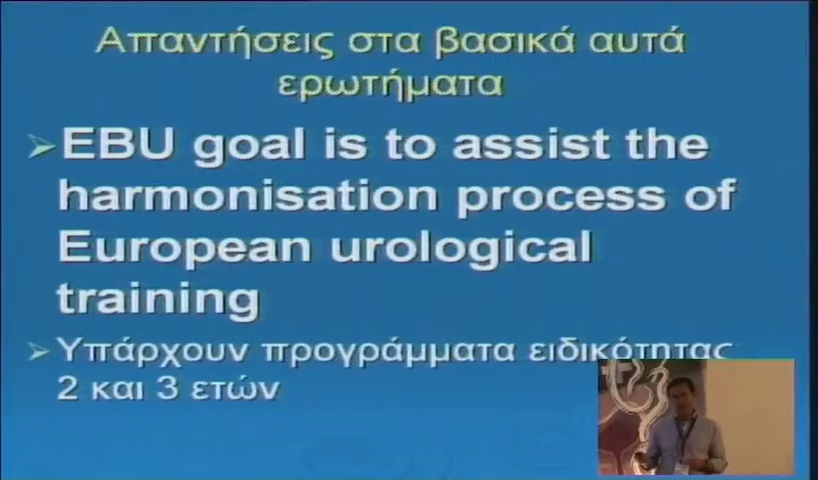 Απαντήσεις στα βασικά αυτά
ερωτήματα
EBU goal is to assist the
harmonisation process of
European urological
training
Υπάρχουν προγράμματα ειδικότητας
2 και 3 ετών